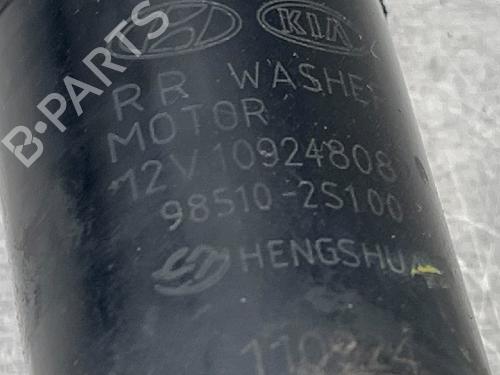 KIA
RR WASHER
MOTOR
12V 10924808
98510-2S100
HENGSHUA
B-PARTS